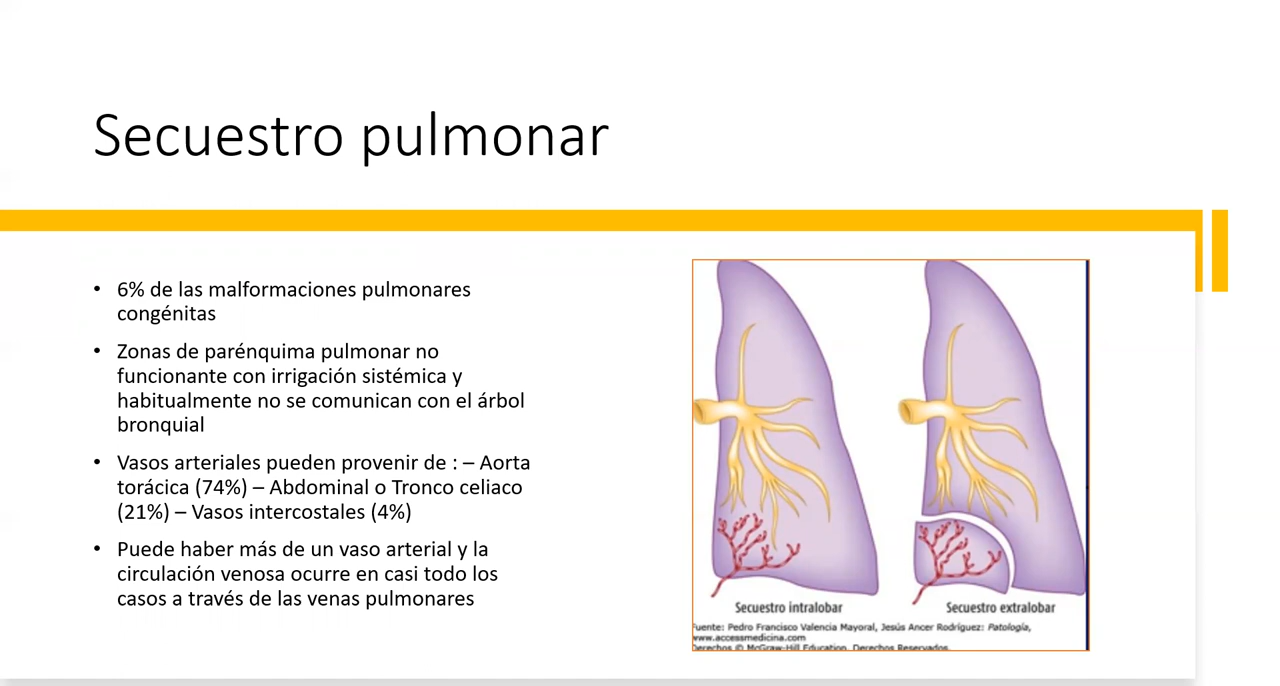 Secuestro pulmonar
• 6% de las malformaciones pulmonares
congénitas
• Zonas de parénquima pulmonar no
funcionante con irrigación sistémica y
habitualmente no se comunican con el árbol
bronquial
• Vasos arteriales pueden provenir de : – Aorta
torácica (74%) – Abdominal o Tronco celiaco
(21%) – Vasos intercostales (4%)
• Puede haber más de un vaso arterial y la
circulación venosa ocurre en casi todo los
casos a través de las venas pulmonares
Secuestro intralobar
Secuestro extralobar
Fuente: Pedro Francisco Valencia Mayoral, Jesús Ancer Rodríguez: Patología,
www.accessmedicina.com
Derechos © McGraw-Hill Education. Derechos Reservados.